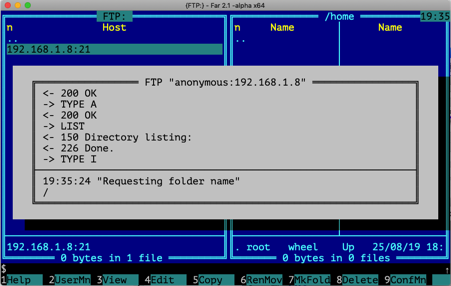 {FTP:} - Far 2.1 -alpha x64
FTP:
/home
19:35
n Host
n Name Name
..
..
192.168.1.8:21
FTP "anonymous:192.168.1.8"
<- 200 OK
-> TYPE A
<- 200 OK
-> LIST
<- 150 Directory listing:
<- 226 Done.
-> TYPE I
19:35:24 "Requesting folder name"
/
192.168.1.8:21
. root wheel Up 25/08/19 18:
0 bytes in 1 file
0 bytes in 0 files
$
1Help 2UserMn 3View 4Edit 5Copy 6RenMov 7MkFold 8Delete 9ConfMn